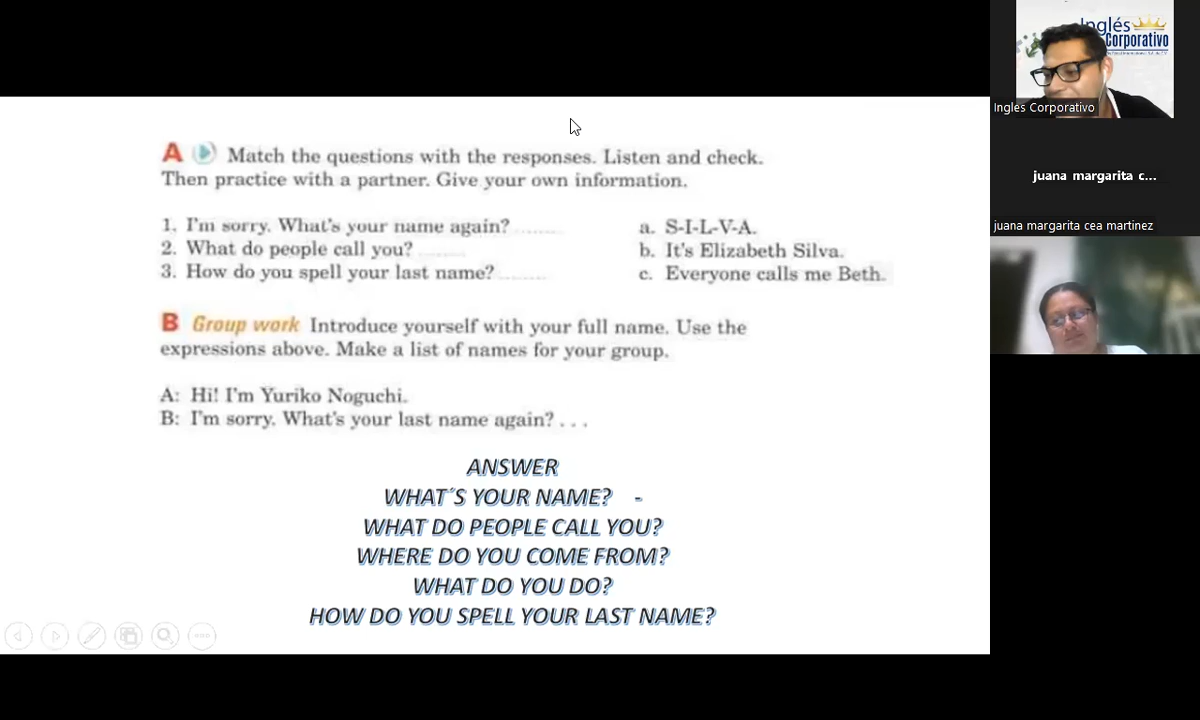 A Match the questions with the responses. Listen and check.
Then practice with a partner. Give your own information.
1. I'm sorry. What's your name again? ........
2. What do people call you? ........
3. How do you spell your last name? ........
a. S-I-L-V-A.
b. It's Elizabeth Silva.
c. Everyone calls me Beth.
B Group work Introduce yourself with your full name. Use the
expressions above. Make a list of names for your group.
A: Hi! I'm Yuriko Noguchi.
B: I'm sorry. What's your last name again? . . .
ANSWER
WHAT´S YOUR NAME? -
WHAT DO PEOPLE CALL YOU?
WHERE DO YOU COME FROM?
WHAT DO YOU DO?
HOW DO YOU SPELL YOUR LAST NAME?
Inglés
Corporativo
Ingles Corporativo
juana margarita c...
juana margarita cea martinez